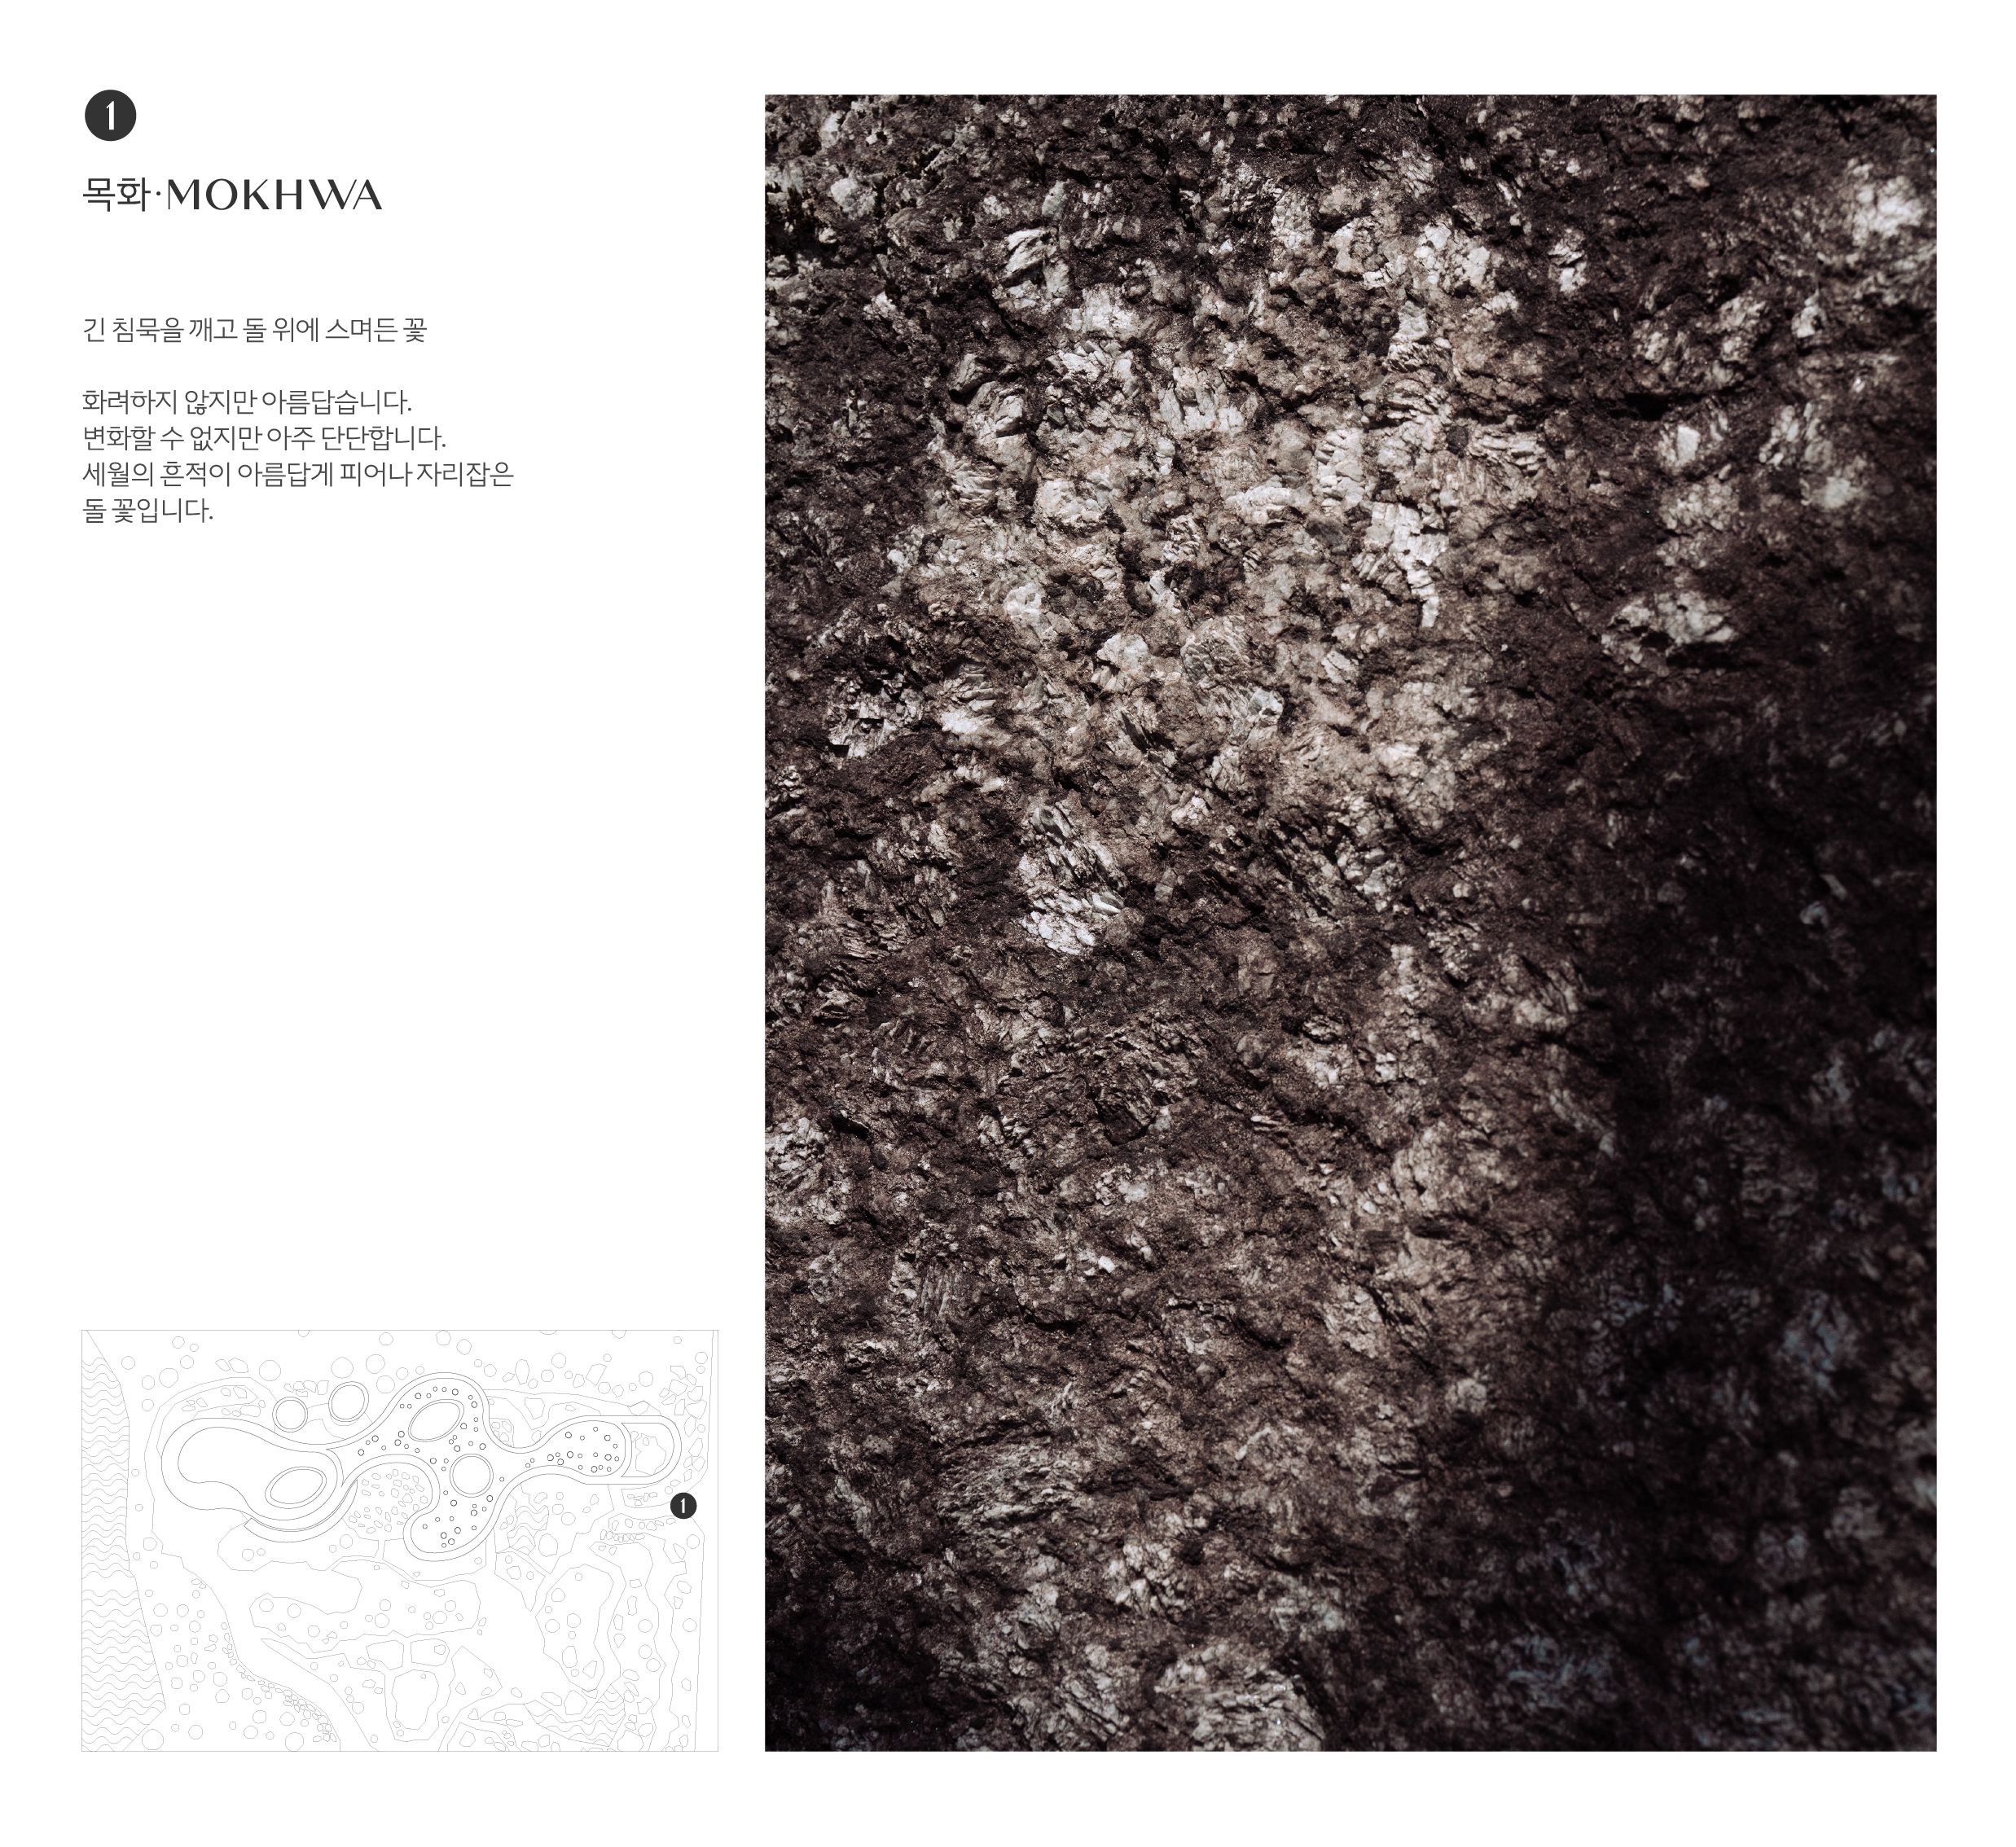 1
목화·MOKHWA
긴 침묵을 깨고 돌 위에 스며든 꽃
화려하지 않지만 아름답습니다.
변화할 수 없지만 아주 단단합니다.
세월의 흔적이 아름답게 피어나 자리잡은
돌 꽃입니다.
1